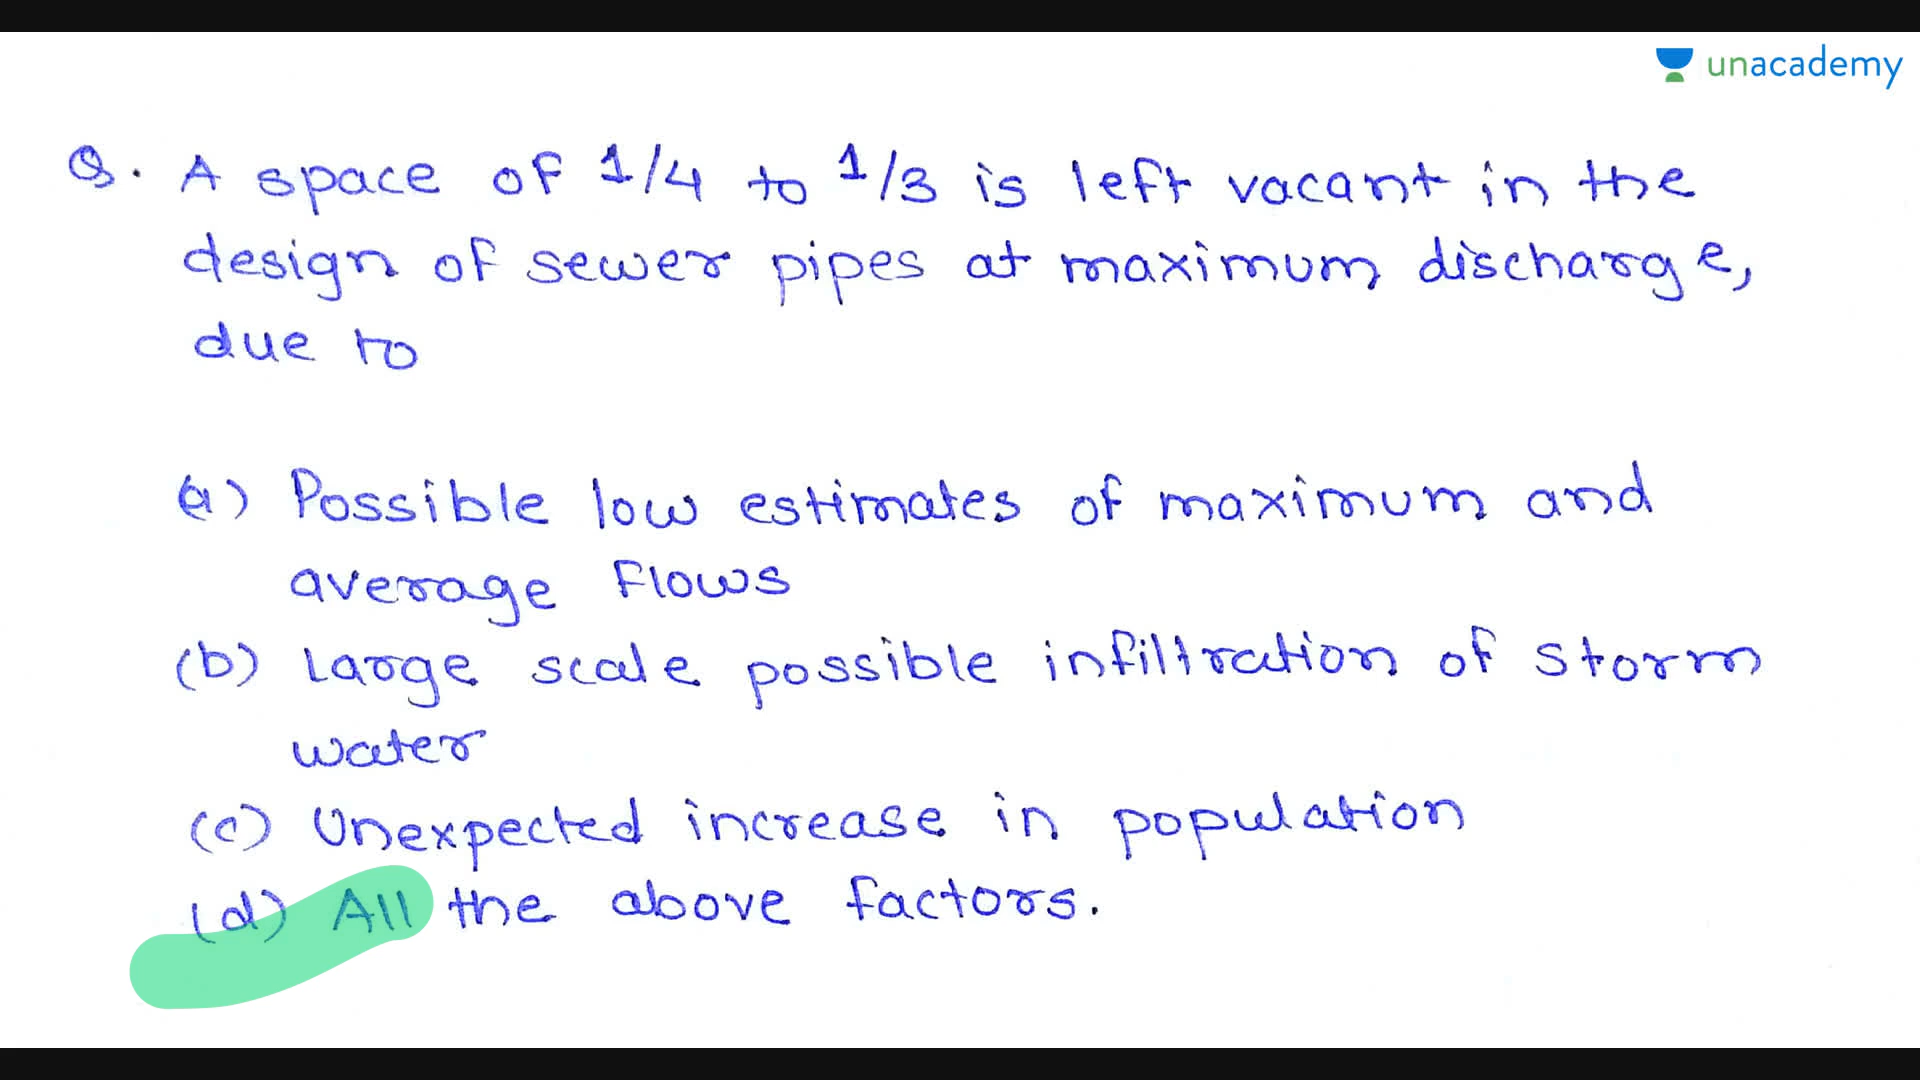 unacademy
Q. A space of 1/4 to 1/3 is left vacant in the
design of sewer pipes at maximum discharge,
due to
(a) Possible low estimates of maximum and
average flows
(b) Large scale possible infiltration of storm
water
(c) Unexpected increase in population
(d) All the above factors.